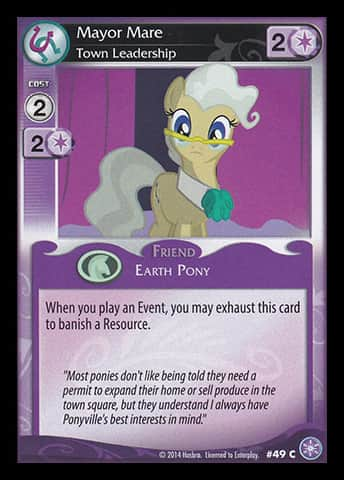 Mayor Mare
Town Leadership
2
COST
2
2
FRIEND
EARTH PONY
When you play an Event, you may exhaust this card
to banish a Resource.
"Most ponies don't like being told they need a
permit to expand their home or sell produce in the
town square, but they understand I always have
Ponyville's best interests in mind."
© 2014 Hasbro. Licensed to Enterplay.
#49 C